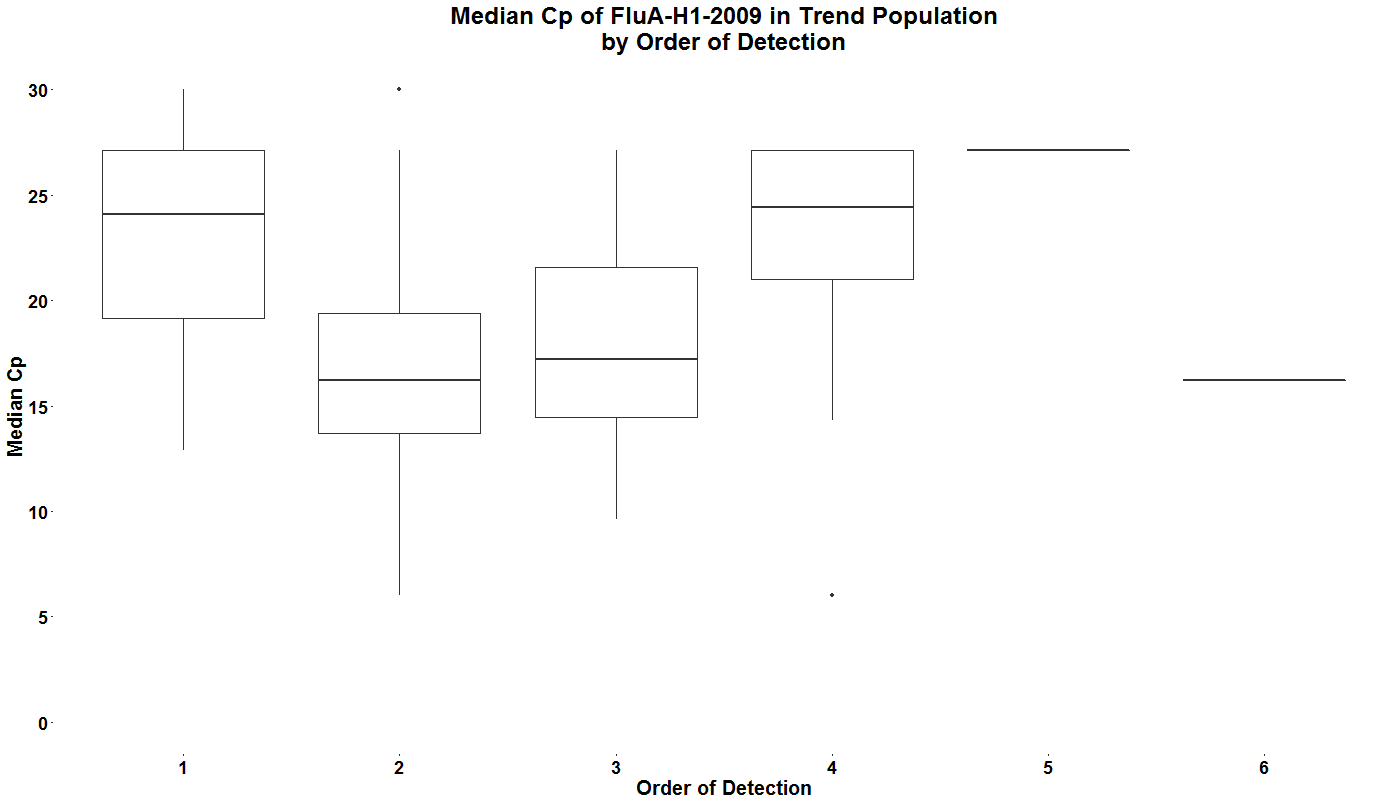 Median Cp of FluA-H1-2009 in Trend Population
by Order of Detection
30
25
20
15
10
5
0
Median Cp
1 2 3 4 5 6
Order of Detection